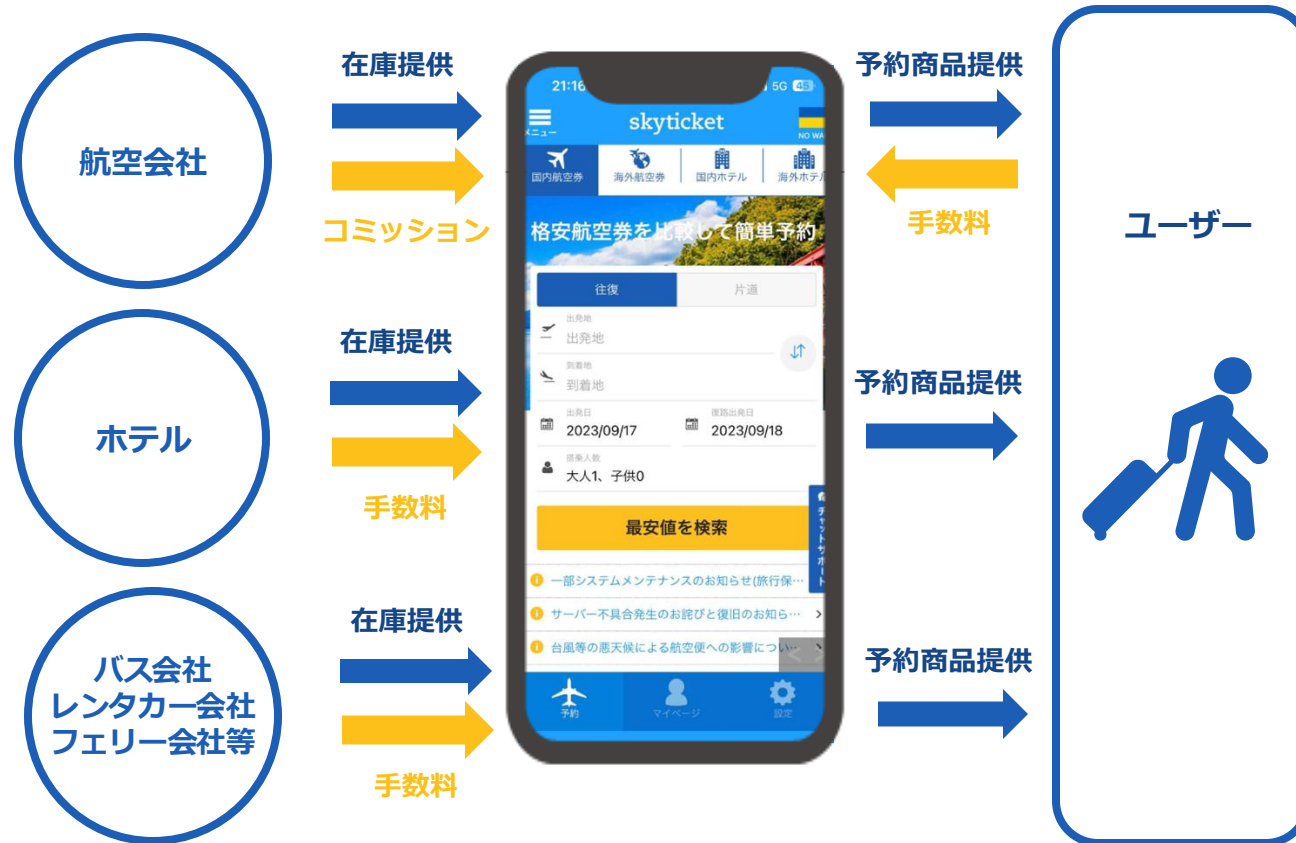 航空会社
在庫提供
コミッション
ホテル
在庫提供
手数料
バス会社
レンタカー会社
フェリー会社等
在庫提供
手数料
21:16
5G 45
メニュー
skyticket
NO WA
国内航空券
海外航空券
国内ホテル
海外ホテル
格安航空券を比較して簡単予約
往復
片道
出発地
出発地
到着地
到着地
出発日
2023/09/17
復路出発日
2023/09/18
搭乗人数
大人1、子供0
チャットサポート
最安値を検索
一部システムメンテナンスのお知らせ(旅行保…
サーバー不具合発生のお詫びと復旧のお知ら…
台風等の悪天候による航空便への影響につい…
予約
マイページ
設定
予約商品提供
手数料
予約商品提供
予約商品提供
ユーザー